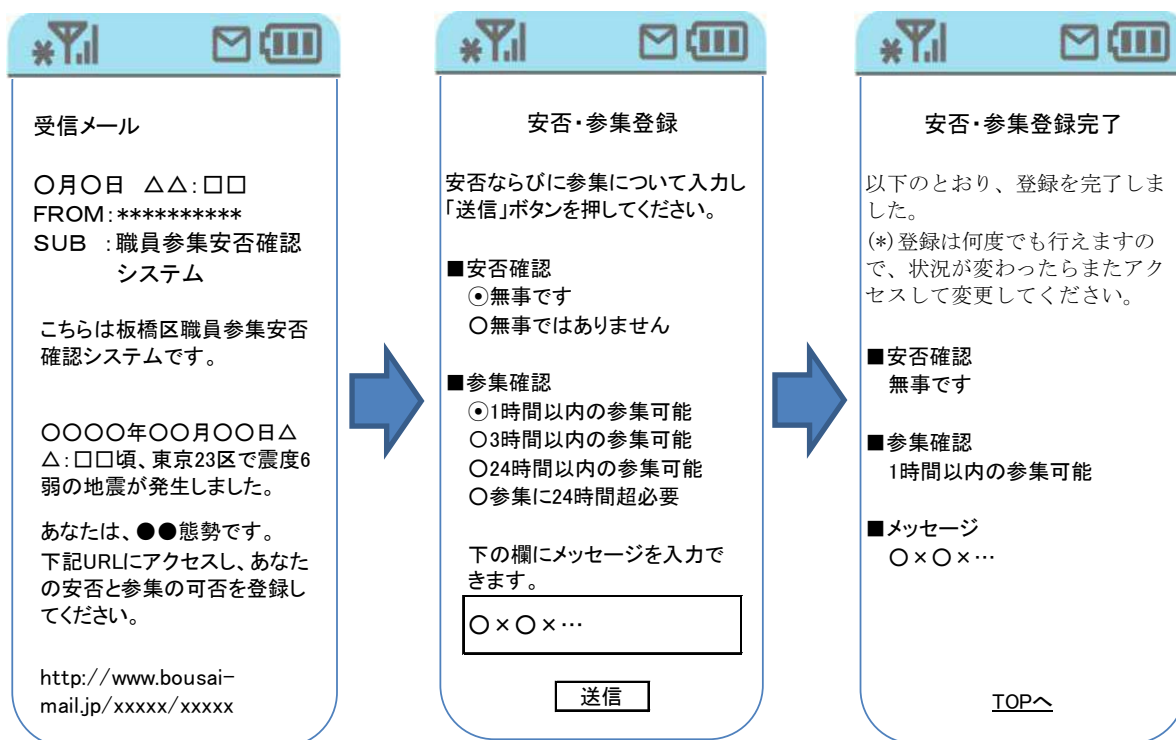 受信メール
〇月〇日 △△:□□
FROM:**********
SUB :職員参集安否確認
システム
こちらは板橋区職員参集安否
確認システムです。
〇〇〇〇年〇〇月〇〇日△
△:□□頃、東京23区で震度6
弱の地震が発生しました。
あなたは、●●態勢です。
下記URLにアクセスし、あなた
の安否と参集の可否を登録し
てください。
http://www.bousai-
mail.jp/xxxxx/xxxxx
安否・参集登録
安否ならびに参集について入力し
「送信」ボタンを押してください。
■安否確認
⦿無事です
〇無事ではありません
■参集確認
⦿1時間以内の参集可能
〇3時間以内の参集可能
〇24時間以内の参集可能
〇参集に24時間超必要
下の欄にメッセージを入力で
きます。
〇×〇×…
送信
安否・参集登録完了
以下のとおり、登録を完了しま
した。
(*)登録は何度でも行えますの
で、状況が変わったらまたアク
セスして変更してください。
■安否確認
無事です
■参集確認
1時間以内の参集可能
■メッセージ
〇×〇×…
TOPへ